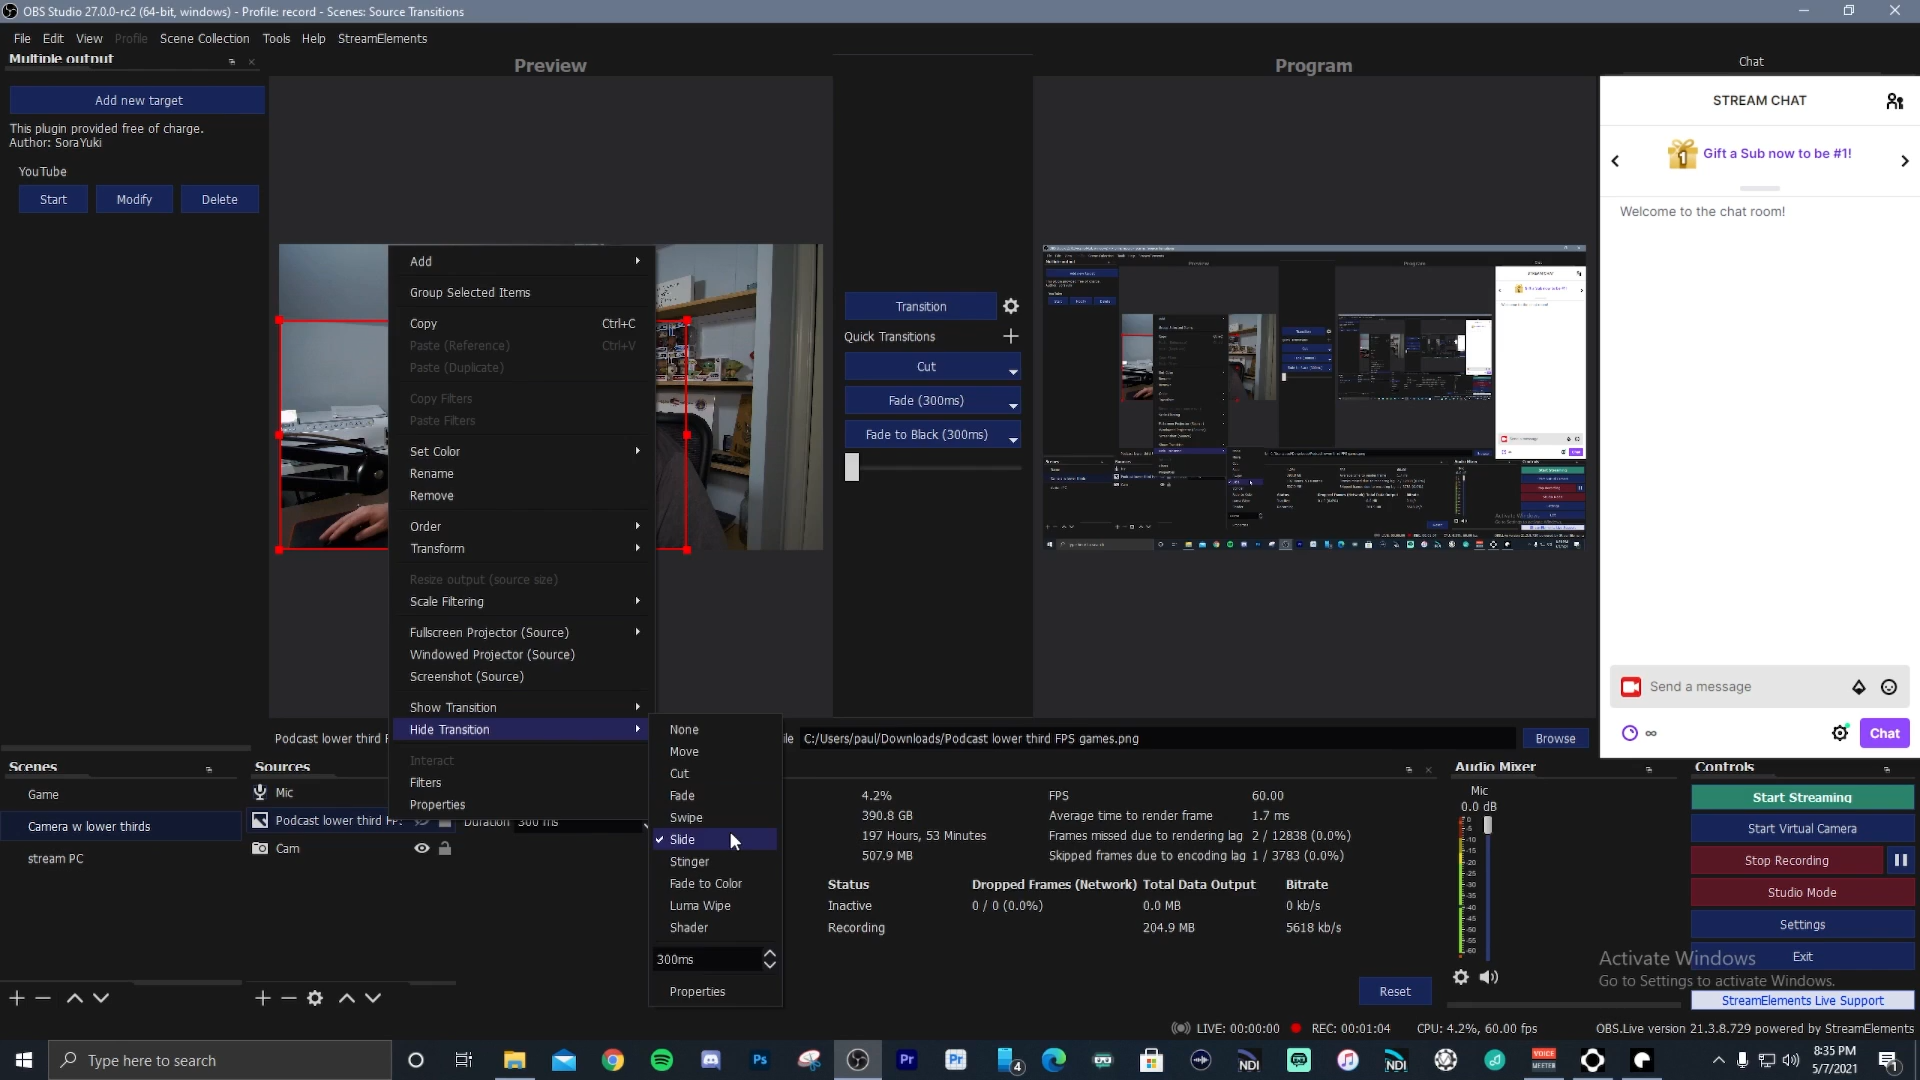 OBS Studio 27.0.0-rc2 (64-bit, windows) - Profile: record - Scenes: Source Transitions
File Edit View Profile Scene Collection Tools Help StreamElements
Multiple output
Add new target
This plugin provided free of charge.
Author: SoraYuki
YouTube
Start Modify Delete
Preview
Program
Add
Group Selected Items
Copy Ctrl+C
Paste (Reference) Ctrl+V
Paste (Duplicate)
Copy Filters
Paste Filters
Set Color
Rename
Remove
Order
Transform
Resize output (source size)
Scale Filtering
Fullscreen Projector (Source)
Windowed Projector (Source)
Screenshot (Source)
Show Transition
Hide Transition
Interact
Filters
Properties
None
Move
Cut
Fade
Swipe
Slide
Stinger
Fade to Color
Luma Wipe
Shader
300ms
Properties
Transition
Quick Transitions
Cut
Fade (300ms)
Fade to Black (300ms)
Chat
STREAM CHAT
1
Gift a Sub now to be #1!
Welcome to the chat room!
Send a message
∞
Chat
Podcast lower third
C:/Users/paul/Downloads/Podcast lower third FPS games.png
Browse
Scenes
Game
Camera w lower thirds
stream PC
Sources
Mic
Podcast lower third
Cam
Duration 300 ms
4.2%
390.8 GB
197 Hours, 53 Minutes
507.9 MB
FPS 60.00
Average time to render frame 1.7 ms
Frames missed due to rendering lag 2 / 12838 (0.0%)
Skipped frames due to encoding lag 1 / 3783 (0.0%)
Status Dropped Frames (Network) Total Data Output Bitrate
Inactive 0 / 0 (0.0%) 0.0 MB 0 kb/s
Recording 204.9 MB 5618 kb/s
Reset
Audio Mixer
Mic
0.0 dB
Controls
Start Streaming
Start Virtual Camera
Stop Recording
Studio Mode
Settings
Exit
StreamElements Live Support
Activate Windows
Go to Settings to activate Windows.
LIVE: 00:00:00 REC: 00:01:04 CPU: 4.2%, 60.00 fps
OBS.Live version 21.3.8.729 powered by StreamElements
Type here to search
Ps
Pr
Pr
4
NDI
NDI
VOICE
MEETER
8:35 PM
5/7/2021
1